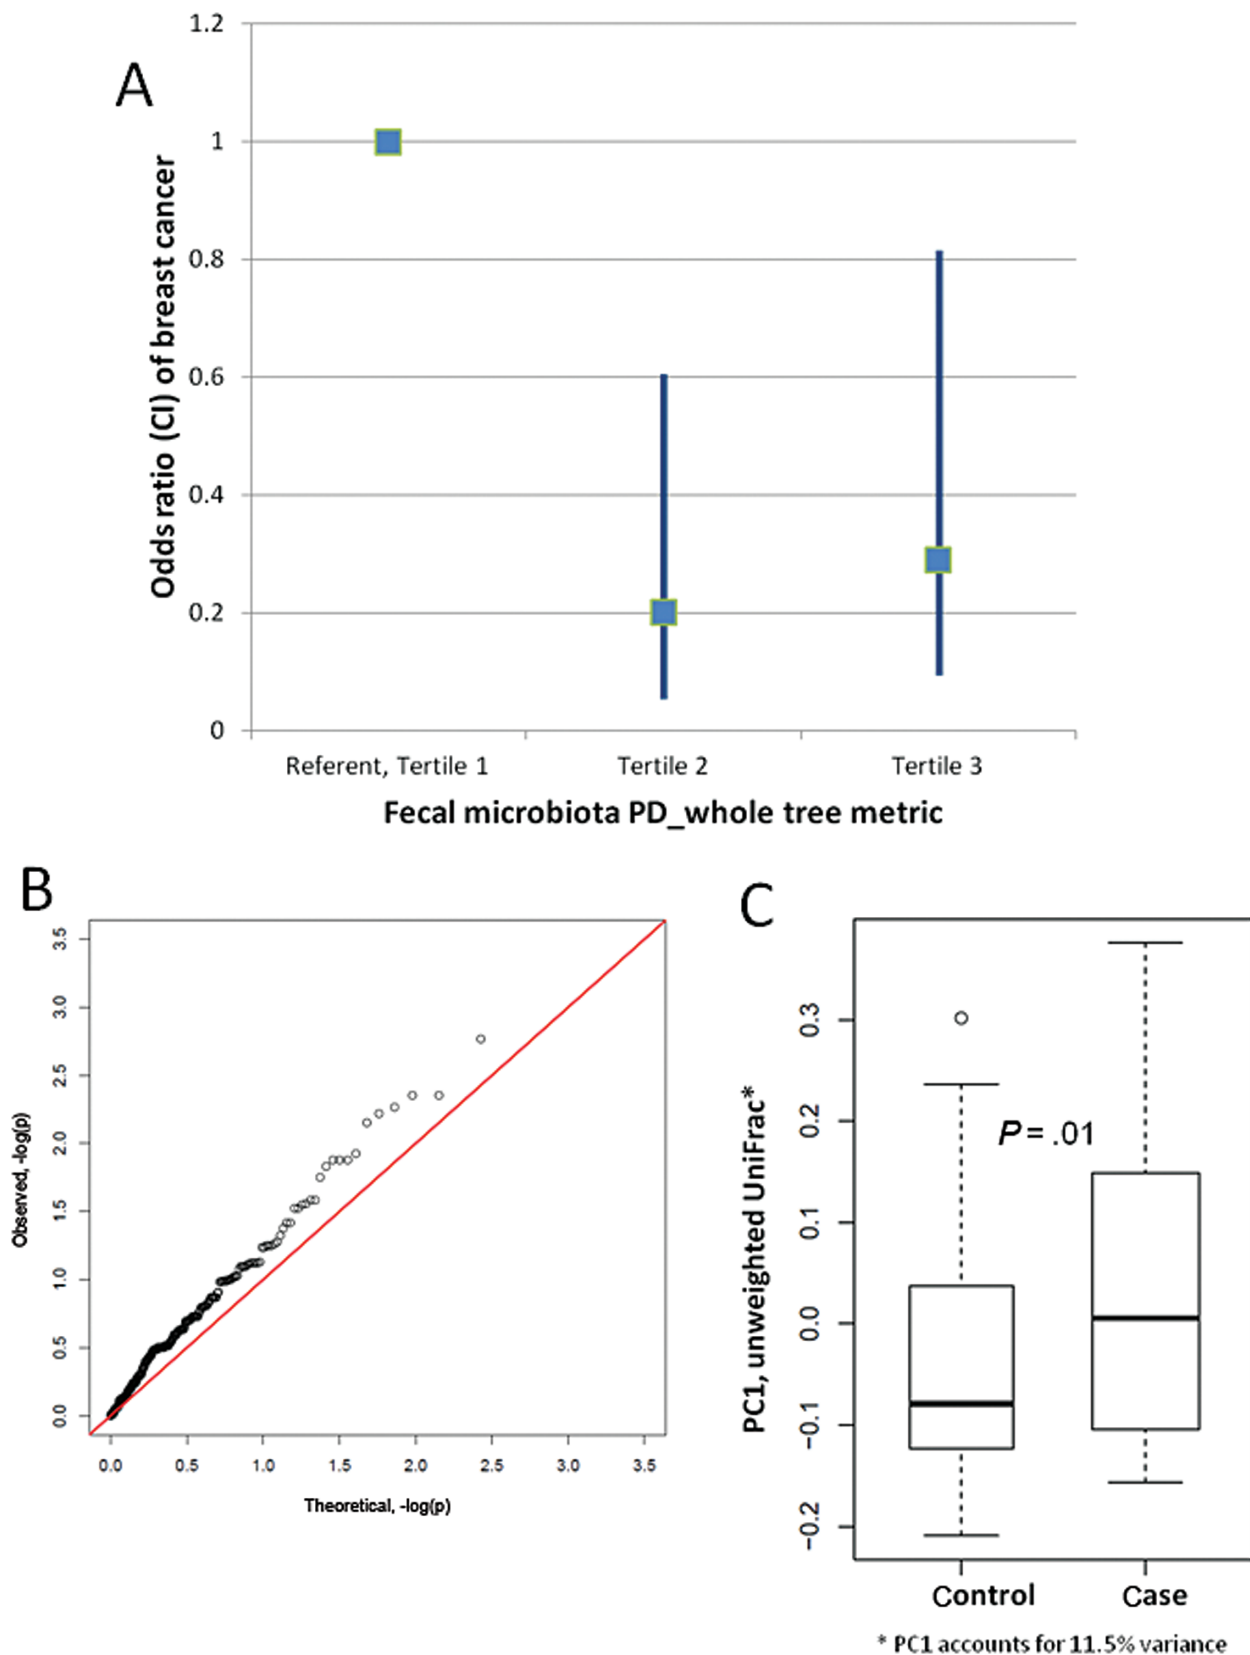 A
Odds ratio (CI) of breast cancer
1.2
1
0.8
0.6
0.4
0.2
0
Referent, Tertile 1
Tertile 2
Tertile 3
Fecal microbiota PD_whole tree metric
B
Observed, -log(p)
3.5
3.0
2.5
2.0
1.5
1.0
0.5
0.0
0.0 0.5 1.0 1.5 2.0 2.5 3.0 3.5
Theoretical, -log(p)
C
PC1, unweighted UniFrac*
0.3
0.2
0.1
0.0
−0.1
−0.2
P = .01
Control
Case
* PC1 accounts for 11.5% variance